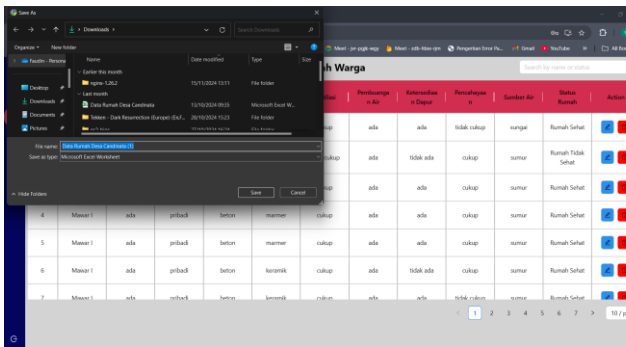 Save As
Downloads
Search Downloads
Organize
New folder
Faustin - Persona
Desktop
Downloads
Documents
Pictures
Name
Date modified
Type
Size
Earlier this month
nginx-1.26.2
15/11/2024 13:11
File folder
Last month
Data Rumah Desa Candinata
13/10/2024 09:55
Microsoft Excel W...
Tekken - Dark Resurrection (Europe) (En,F...
28/10/2024 15:23
File folder
File name:
Data Rumah Desa Candinata (1)
Save as type:
Microsoft Excel Worksheet
Hide Folders
Save
Cancel
Gmail
YouTube
All Bo
h Warga
Search by name or status
Pembuanga
n Air
Ketersediaa
n Dapur
Pencahayaa
n
Sumber Air
Status
Rumah
Action
ada
ada
tidak cukup
sungai
Rumah Sehat
ada
tidak ada
cukup
sumur
Rumah Tidak
Sehat
ada
ada
cukup
sumur
Rumah Sehat
4
Mawar I
ada
pribadi
beton
marmer
cukup
ada
ada
cukup
sumur
Rumah Sehat
5
Mawar I
ada
pribadi
beton
marmer
cukup
ada
ada
cukup
sumur
Rumah Sehat
6
Mawar I
ada
pribadi
beton
keramik
cukup
ada
tidak ada
cukup
sumur
Rumah Sehat
7
Mawar I
ada
pribadi
beton
keramik
cukup
ada
ada
tidak cukup
sumur
Rumah Sehat
1
2
3
4
5
6
7
10 / p